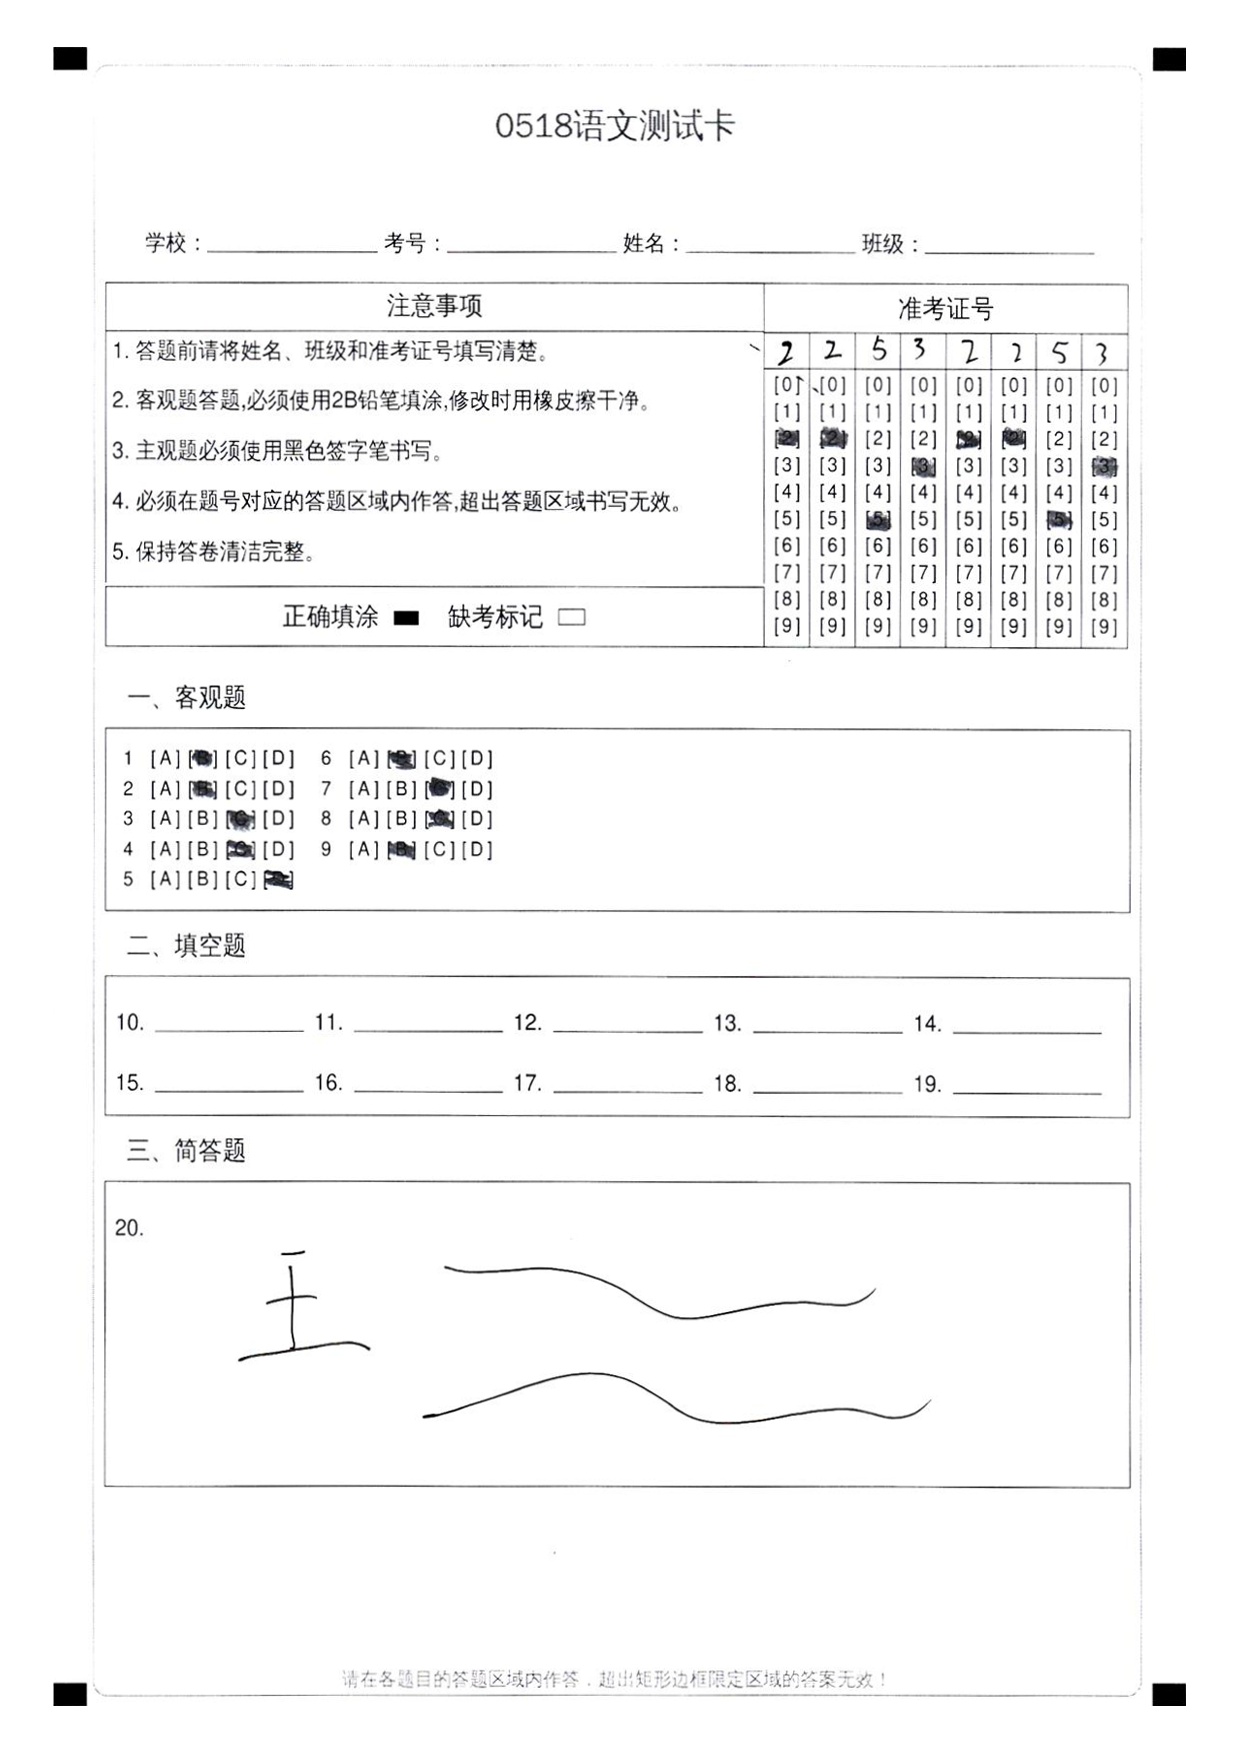 0518语文测试卡
学校：____________ 考号：____________ 姓名：____________ 班级：____________
注意事项
1. 答题前请将姓名、班级和准考证号填写清楚。
2. 客观题答题,必须使用2B铅笔填涂,修改时用橡皮擦干净。
3. 主观题必须使用黑色签字笔书写。
4. 必须在题号对应的答题区域内作答,超出答题区域书写无效。
5. 保持答卷清洁完整。
正确填涂 缺考标记
准考证号
2 2 5 3 2 2 5 3
[0] [0] [0] [0] [0] [0] [0] [0]
[1] [1] [1] [1] [1] [1] [1] [1]
[2] [2] [2] [2] [2] [2] [2] [2]
[3] [3] [3] [3] [3] [3] [3] [3]
[4] [4] [4] [4] [4] [4] [4] [4]
[5] [5] [5] [5] [5] [5] [5] [5]
[6] [6] [6] [6] [6] [6] [6] [6]
[7] [7] [7] [7] [7] [7] [7] [7]
[8] [8] [8] [8] [8] [8] [8] [8]
[9] [9] [9] [9] [9] [9] [9] [9]
一、客观题
1 [A] [B] [C] [D] 6 [A] [B] [C] [D]
2 [A] [B] [C] [D] 7 [A] [B] [C] [D]
3 [A] [B] [C] [D] 8 [A] [B] [C] [D]
4 [A] [B] [C] [D] 9 [A] [B] [C] [D]
5 [A] [B] [C] [D]
二、填空题
10. ____________ 11. ____________ 12. ____________ 13. ____________ 14. ____________
15. ____________ 16. ____________ 17. ____________ 18. ____________ 19. ____________
三、简答题
20.
王
请在各题目的答题区域内作答，超出矩形边框限定区域的答案无效！